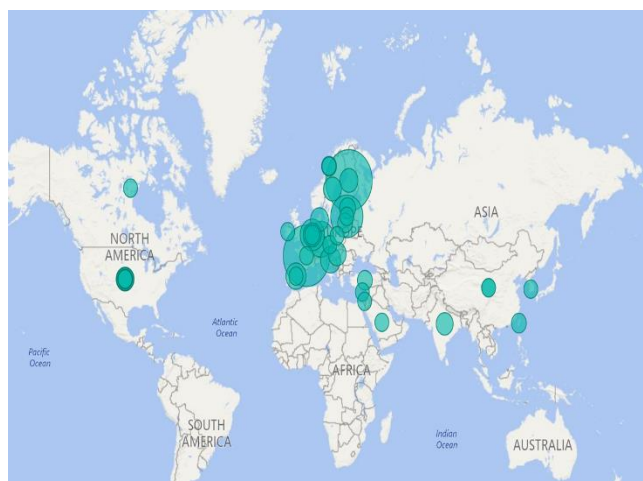 ASIA
NORTH
AMERICA
Atlantic
Ocean
Pacific
Ocean
AFRICA
SOUTH
AMERICA
Indian
Ocean
AUSTRALIA